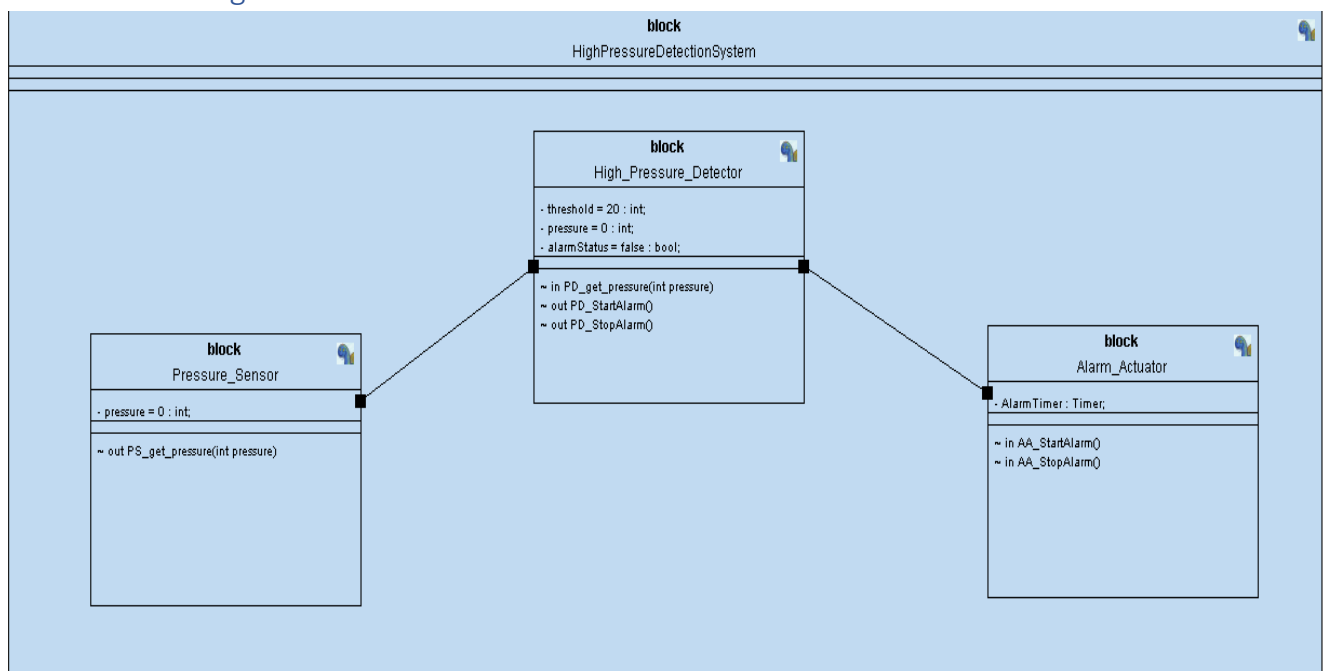 block
HighPressureDetectionSystem
block
High_Pressure_Detector
- threshold = 20 : int;
- pressure = 0 : int;
- alarmStatus = false : bool;
~ in PD_get_pressure(int pressure)
~ out PD_StartAlarm()
~ out PD_StopAlarm()
block
Pressure_Sensor
- pressure = 0 : int;
~ out PS_get_pressure(int pressure)
block
Alarm_Actuator
- AlarmTimer : Timer;
~ in AA_StartAlarm()
~ in AA_StopAlarm()